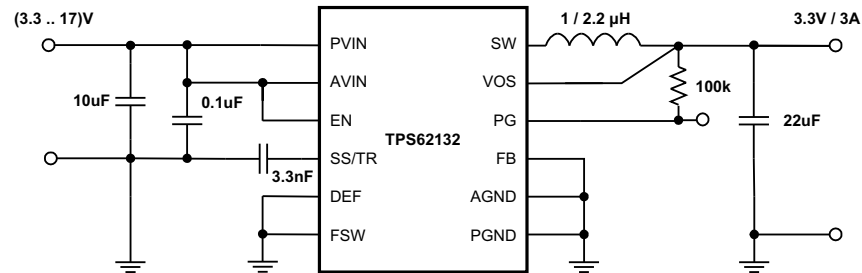 (3.3 .. 17)V
1 / 2.2 µH
3.3V / 3A
PVIN
SW
AVIN
VOS
10uF
0.1uF
100k
EN
PG
22uF
TPS62132
SS/TR
FB
3.3nF
DEF
AGND
FSW
PGND